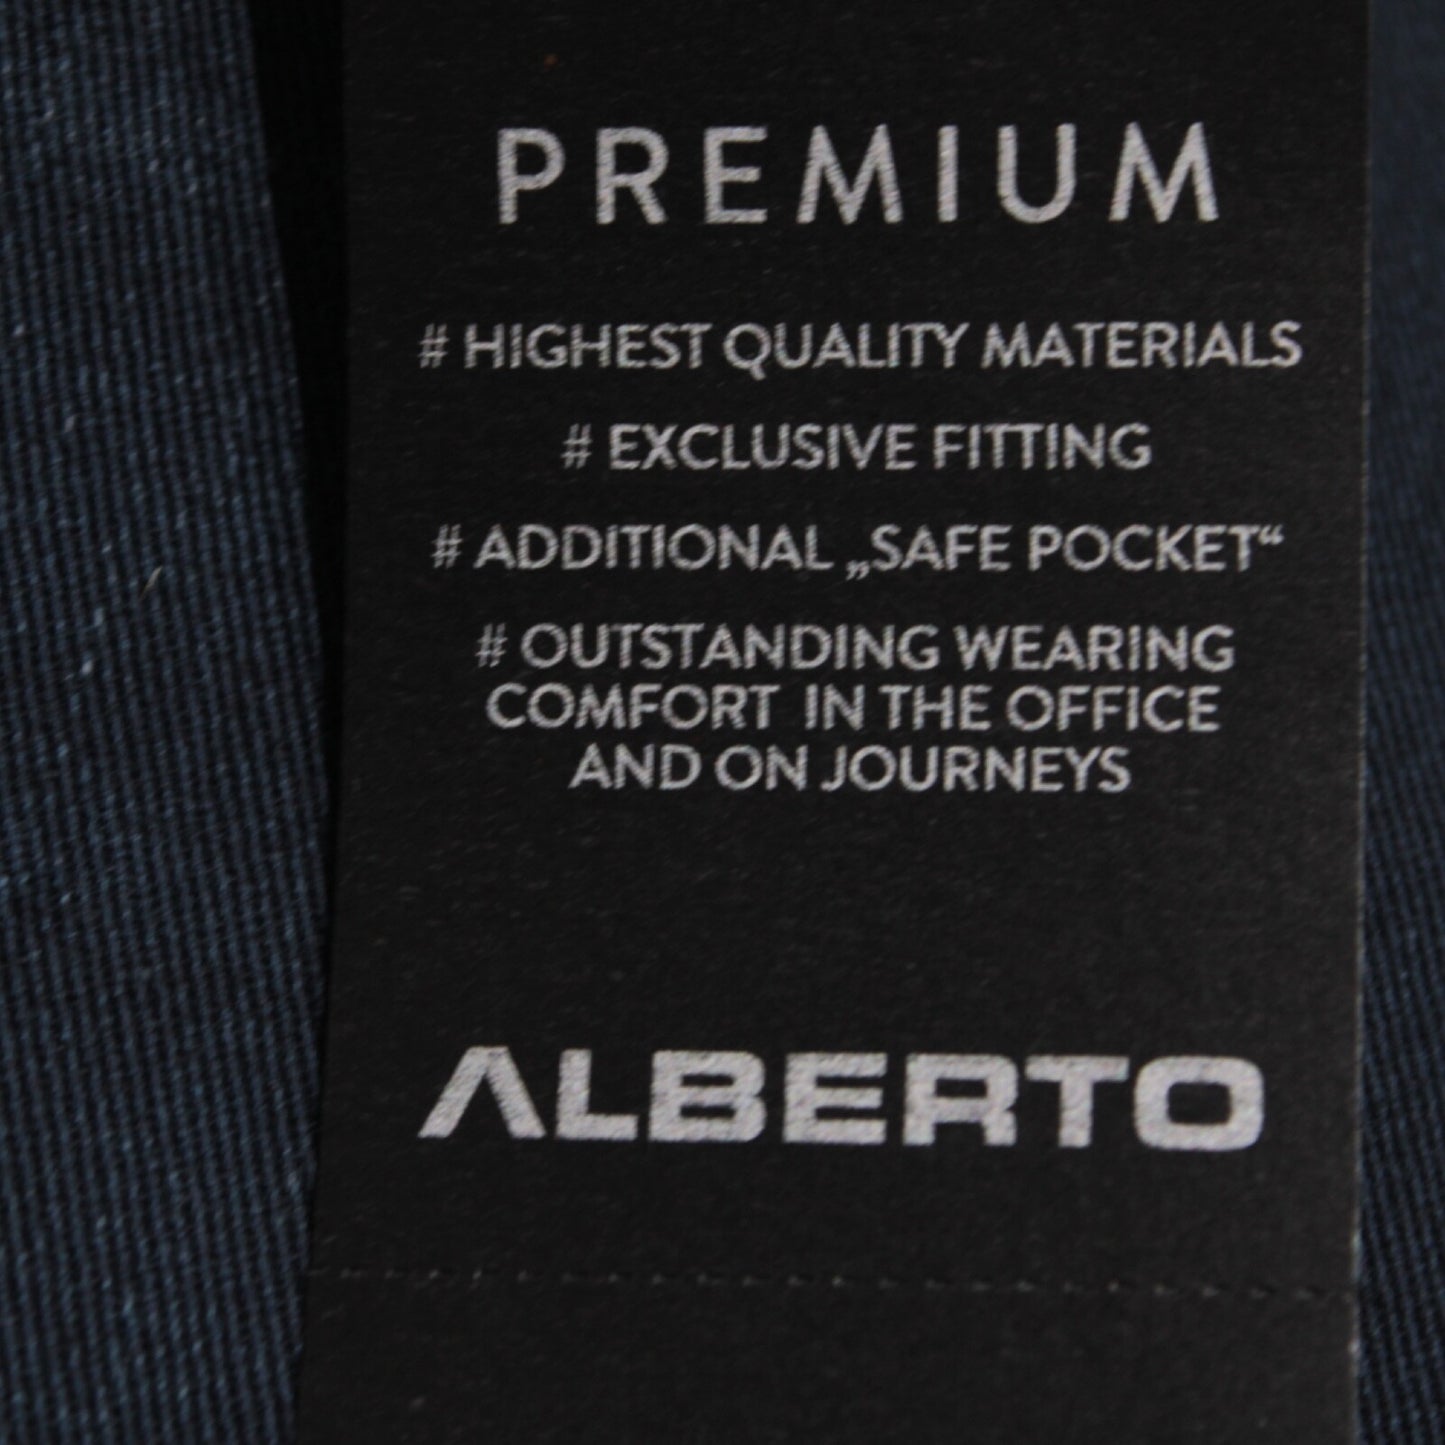 PREMIUM
# HIGHEST QUALITY MATERIALS
# EXCLUSIVE FITTING
# ADDITIONAL „SAFE POCKET“
# OUTSTANDING WEARING
COMFORT IN THE OFFICE
AND ON JOURNEYS
ALBERTO